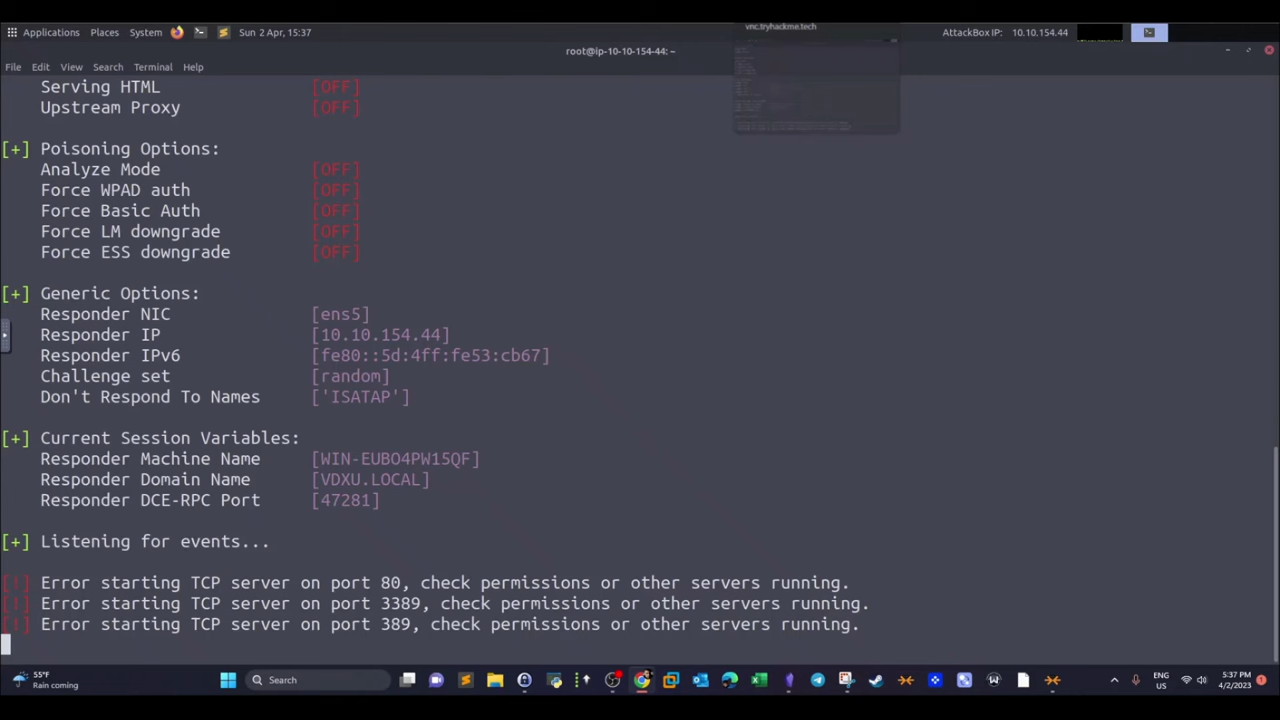 vnc.tryhackme.tech
Applications Places System Sun 2 Apr, 15:37 AttackBox IP: 10.10.154.44
root@ip-10-10-154-44: ~
File Edit View Search Terminal Help
Serving HTML [OFF]
Upstream Proxy [OFF]
[+] Poisoning Options:
Analyze Mode [OFF]
Force WPAD auth [OFF]
Force Basic Auth [OFF]
Force LM downgrade [OFF]
Force ESS downgrade [OFF]
[+] Generic Options:
Responder NIC [ens5]
Responder IP [10.10.154.44]
Responder IPv6 [fe80::5d:4ff:fe53:cb67]
Challenge set [random]
Don't Respond To Names ['ISATAP']
[+] Current Session Variables:
Responder Machine Name [WIN-EUBO4PW15QF]
Responder Domain Name [VDXU.LOCAL]
Responder DCE-RPC Port [47281]
[+] Listening for events...
[!] Error starting TCP server on port 80, check permissions or other servers running.
[!] Error starting TCP server on port 3389, check permissions or other servers running.
[!] Error starting TCP server on port 389, check permissions or other servers running.
55°F
Rain coming
Search
ENG
US
5:37 PM
4/2/2023